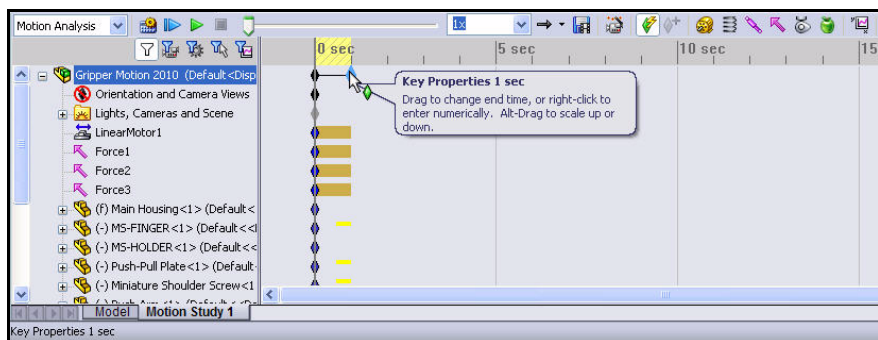 Motion Analysis
1x
0 sec
5 sec
10 sec
15
Gripper Motion 2010 (Default<Disp
Key Properties 1 sec
Drag to change end time, or right-click to
enter numerically. Alt-Drag to scale up or
down.
Orientation and Camera Views
Lights, Cameras and Scene
LinearMotor1
Force1
Force2
Force3
(f) Main Housing<1> (Default<
(-) MS-FINGER<1> (Default<<
(-) MS-HOLDER<1> (Default<<
(-) Push-Pull Plate<1> (Default
(-) Miniature Shoulder Screw<1
Model
Motion Study 1
Key Properties 1 sec